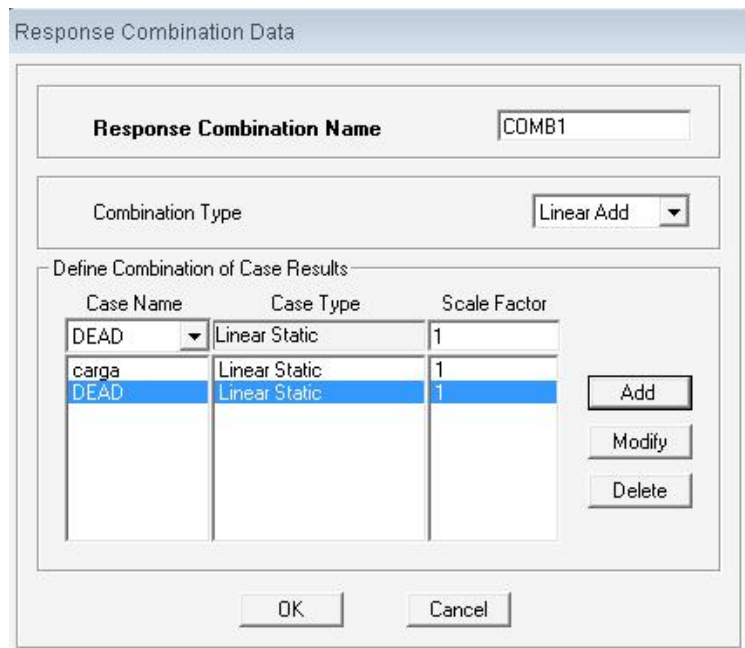 Response Combination Data
Response Combination Name COMB1
Combination Type Linear Add
Define Combination of Case Results
Case Name Case Type Scale Factor
DEAD Linear Static 1
carga Linear Static 1
DEAD Linear Static 1
Add
Modify
Delete
OK Cancel